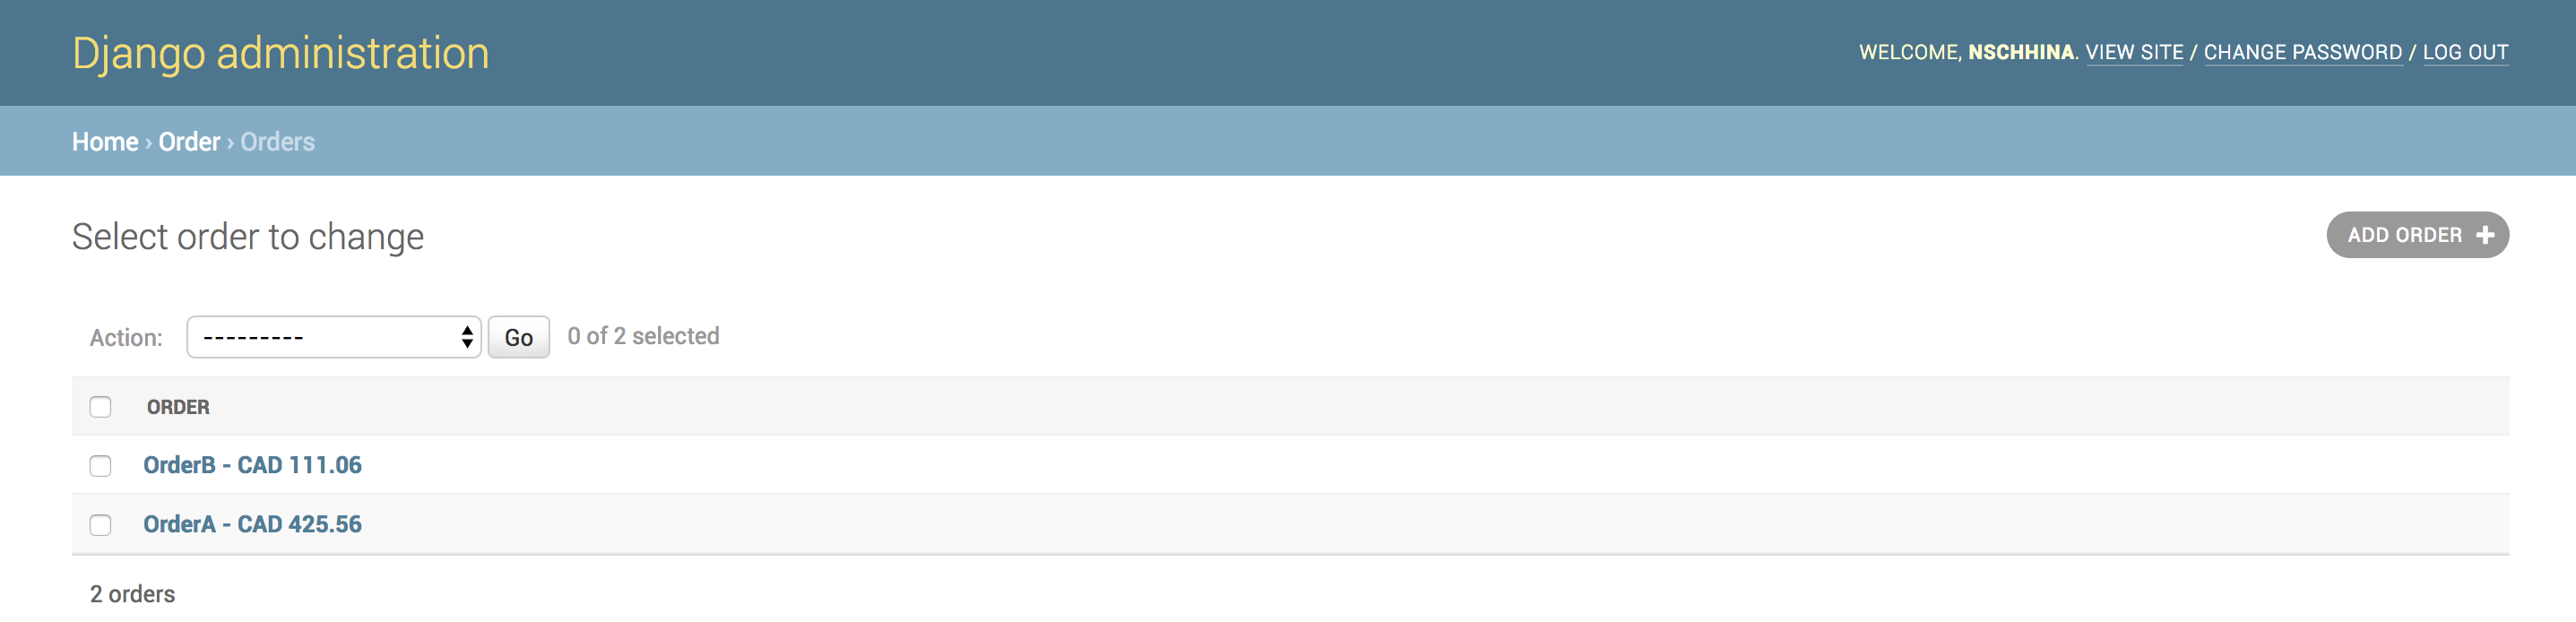 Django administration
WELCOME, NSCHHINA. VIEW SITE / CHANGE PASSWORD / LOG OUT
Home › Order › Orders
Select order to change
ADD ORDER +
Action: --------- Go 0 of 2 selected
ORDER
OrderB - CAD 111.06
OrderA - CAD 425.56
2 orders